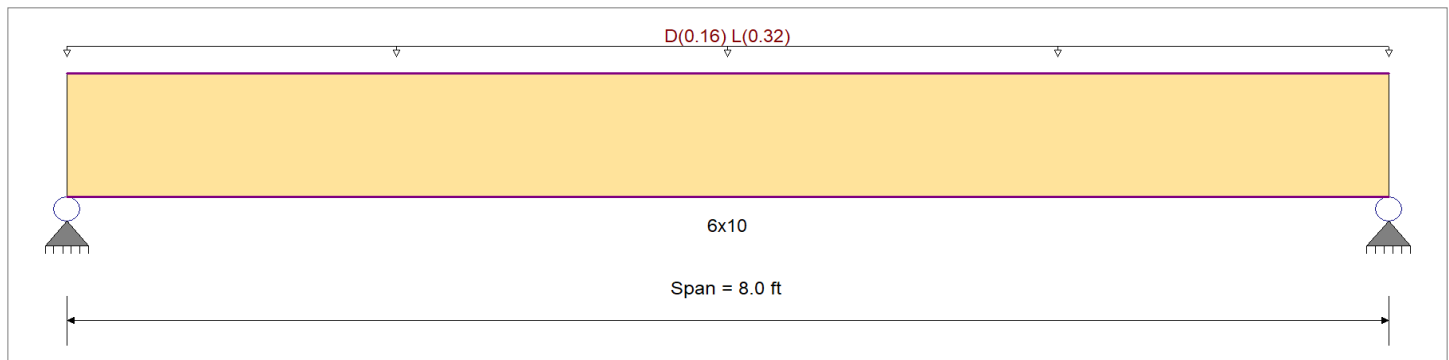 D(0.16) L(0.32)
6x10
Span = 8.0 ft